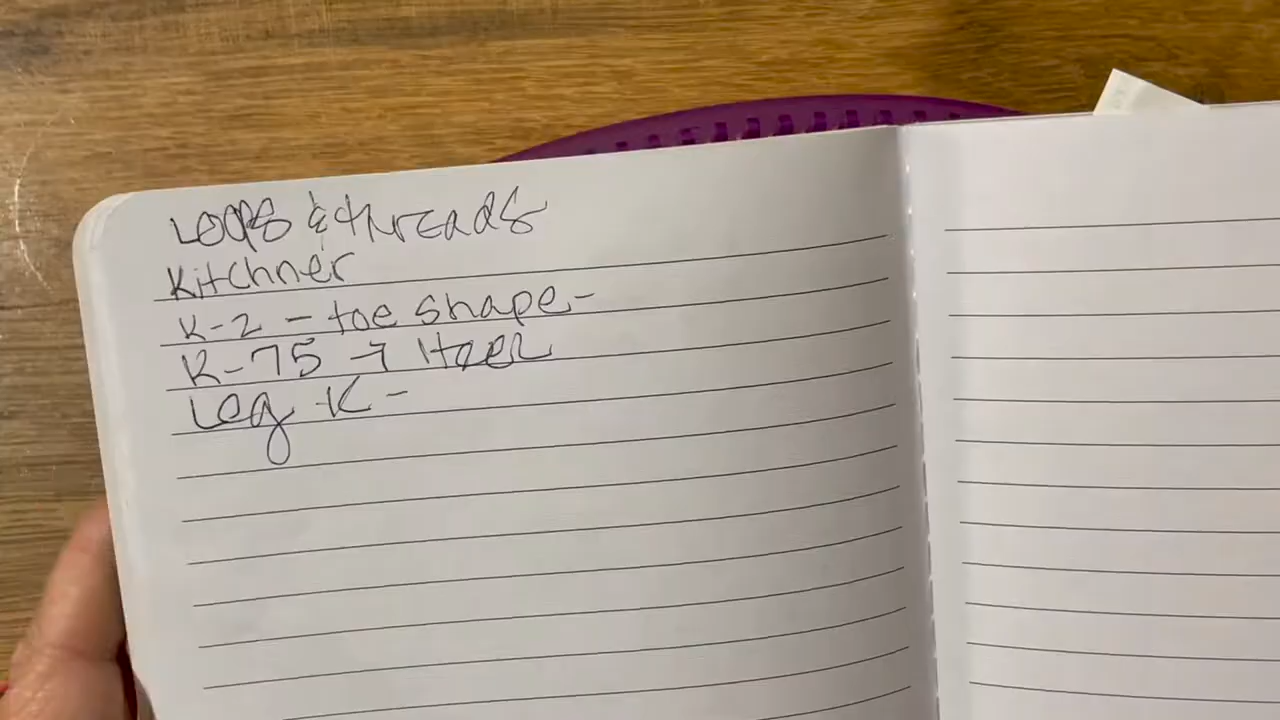 Loops & threads
Kitchner
K-2 - toe shape-
K-75 → Heel
Leg K-